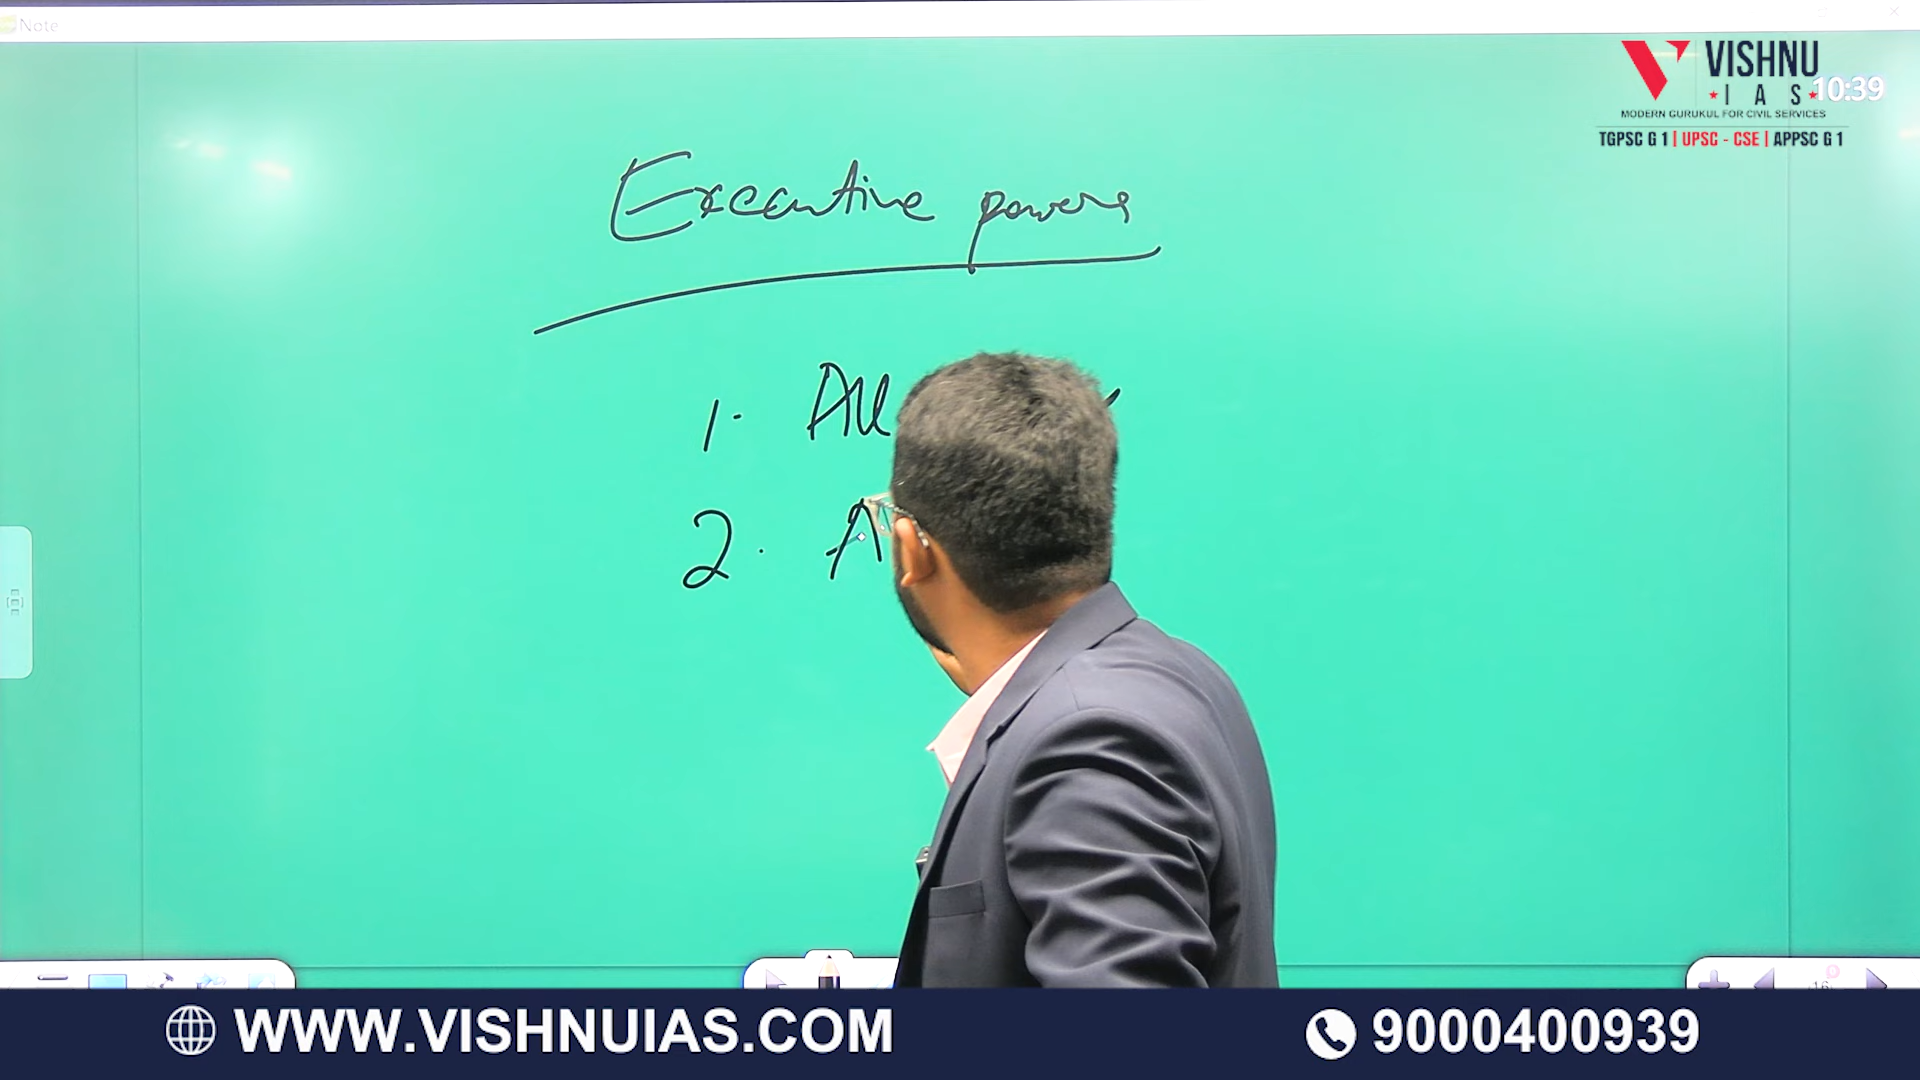 Note
VISHNU
IAS
10:39
MODERN GURUKUL FOR CIVIL SERVICES
TGPSC G 1 | UPSC - CSE | APPSC G 1
Executive powers
1. All
2. A
WWW.VISHNUIAS.COM
9000400939